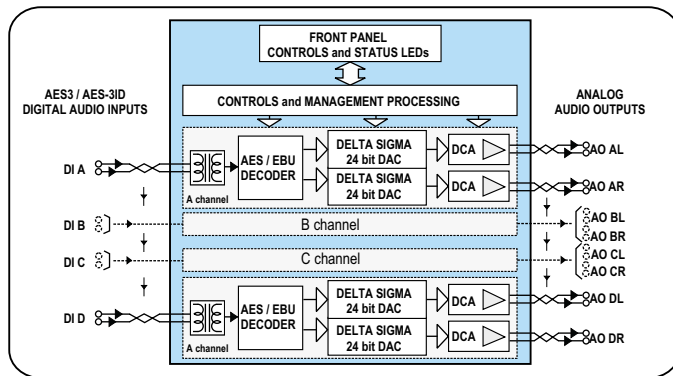 FRONT PANEL
CONTROLS and STATUS LEDs
AES3 / AES-3ID
DIGITAL AUDIO INPUTS
CONTROLS and MANAGEMENT PROCESSING
ANALOG
AUDIO OUTPUTS
DI A
A channel
AES / EBU
DECODER
DELTA SIGMA
24 bit DAC
DELTA SIGMA
24 bit DAC
DCA
DCA
AO AL
AO AR
DI B
B channel
AO BL
AO BR
DI C
C channel
AO CL
AO CR
DI D
A channel
AES / EBU
DECODER
DELTA SIGMA
24 bit DAC
DELTA SIGMA
24 bit DAC
DCA
DCA
AO DL
AO DR